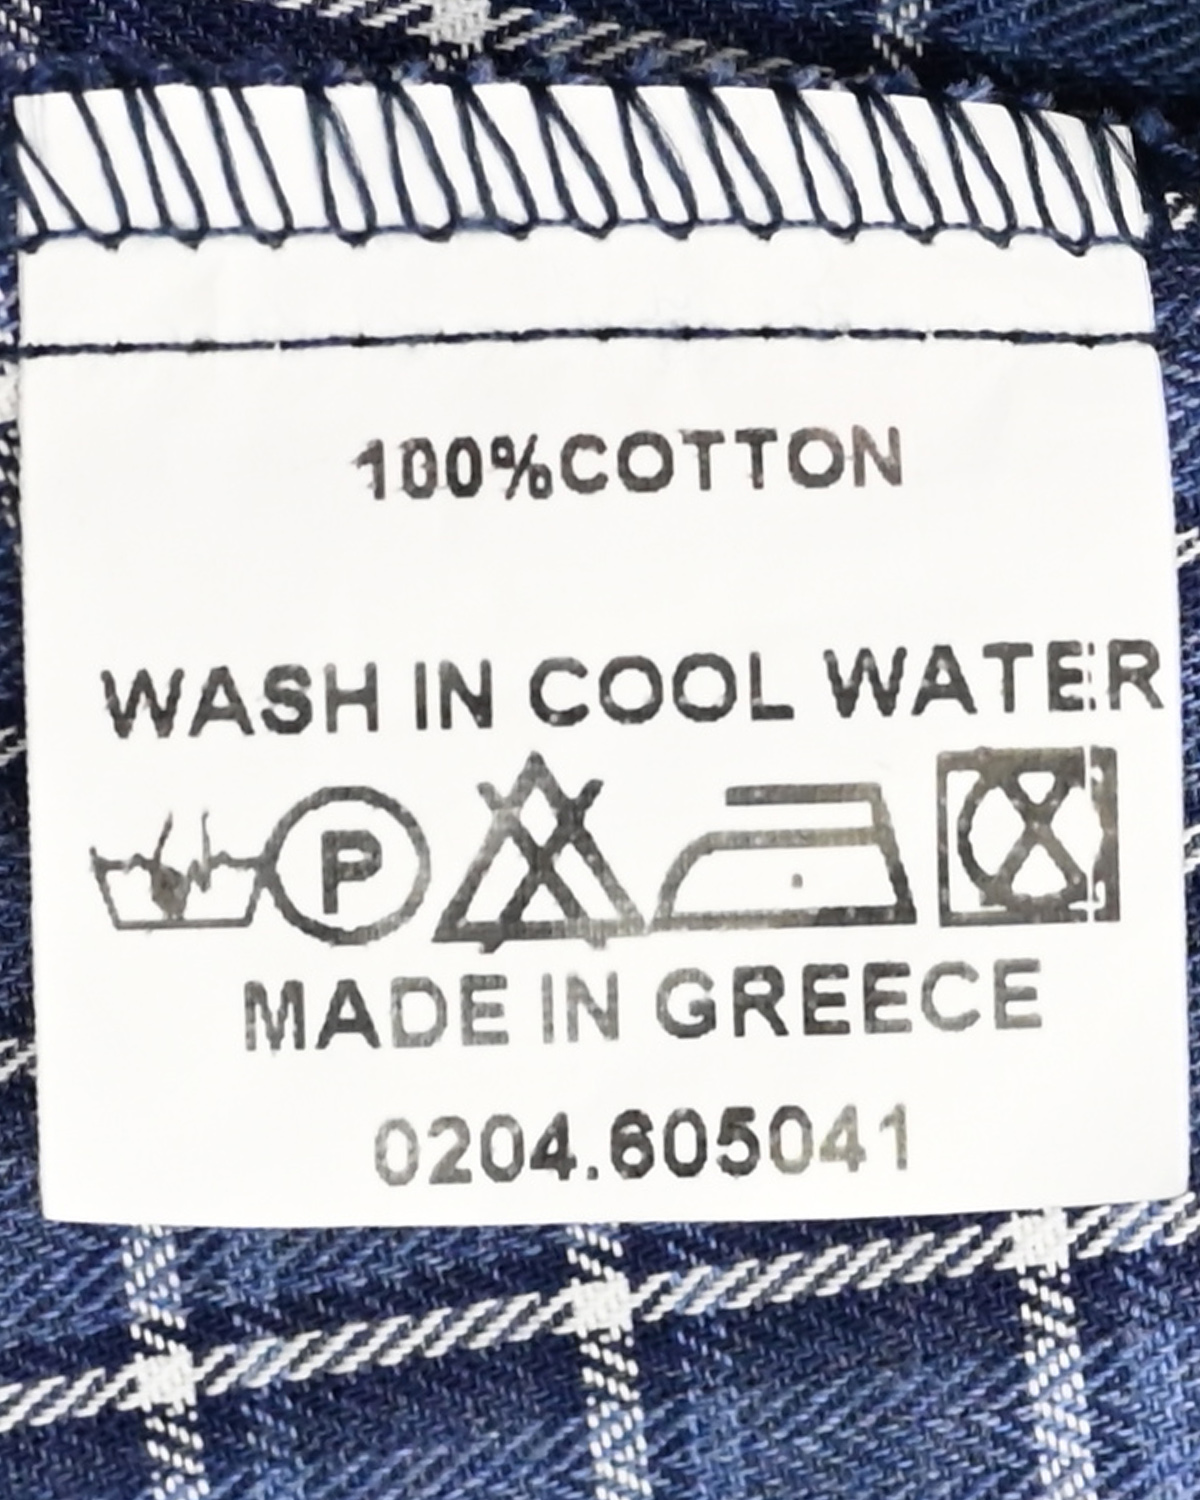 100%COTTON
WASH IN COOL WATER
P
MADE IN GREECE
0204.605041